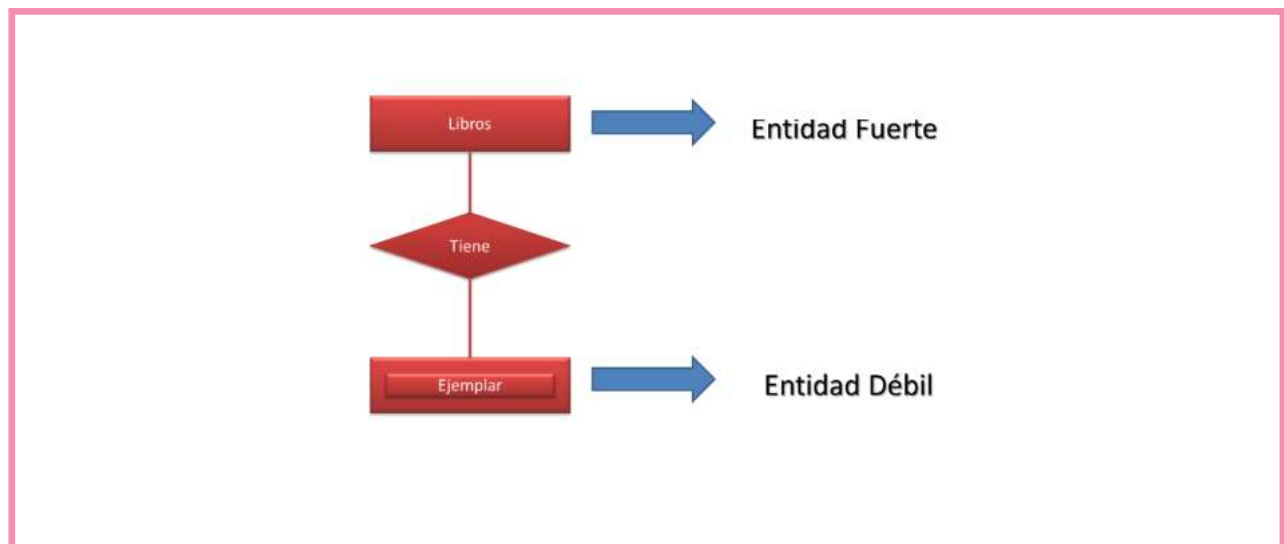 Libros
Entidad Fuerte
Tiene
Ejemplar
Entidad Débil